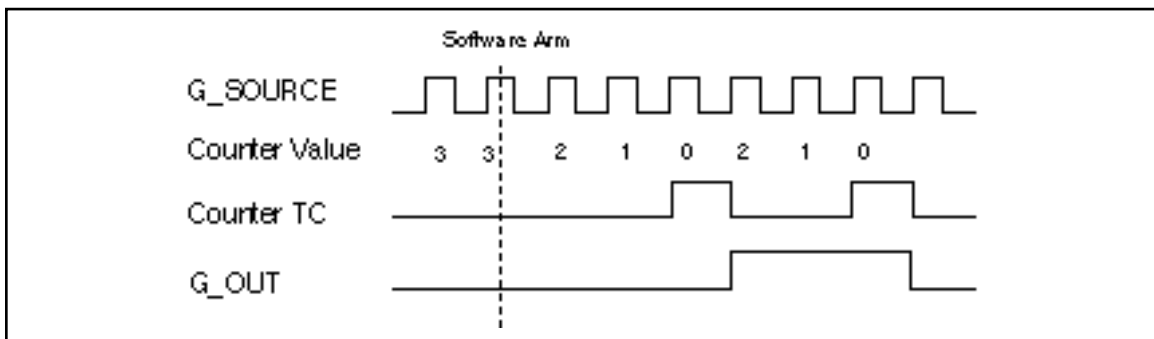 Software Arm
G_SOURCE
Counter Value 3 3 2 1 0 2 1 0
Counter TC
G_OUT